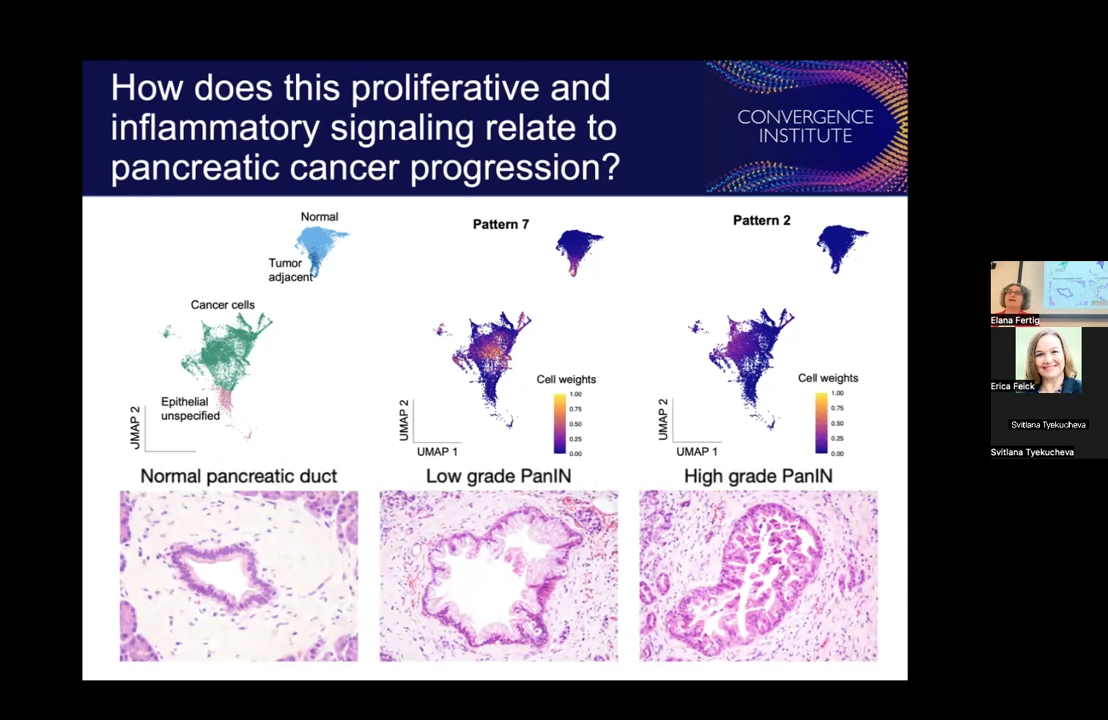 How does this proliferative and
inflammatory signaling relate to
pancreatic cancer progression?
CONVERGENCE
INSTITUTE
Normal
Tumor
adjacent
Cancer cells
Epithelial
unspecified
UMAP 2
Pattern 7
Cell weights
1.00
0.75
0.50
0.25
0.00
UMAP 2
UMAP 1
Pattern 2
Cell weights
1.00
0.75
0.50
0.25
0.00
UMAP 2
UMAP 1
Normal pancreatic duct
Low grade PanIN
High grade PanIN
Elana Fertig
Erica Feick
Svitlana Tyekucheva
Svitlana Tyekucheva